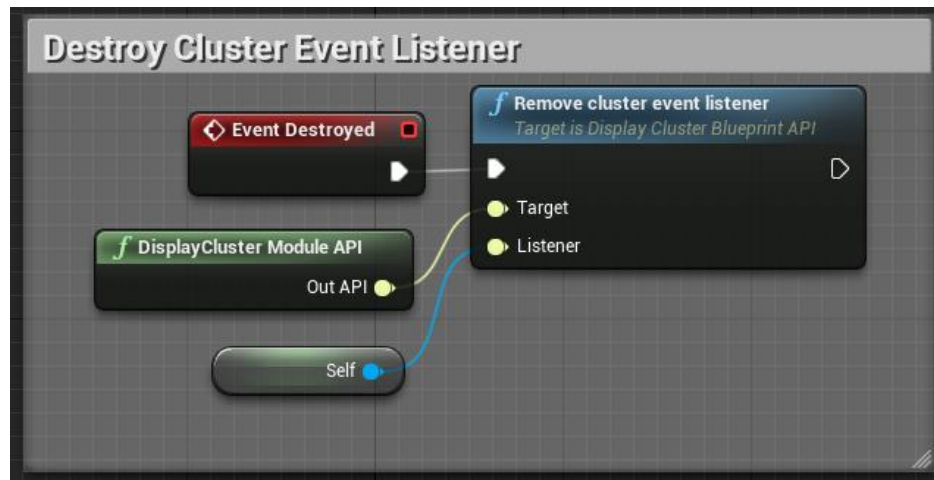 Destroy Cluster Event Listener
Event Destroyed
f Remove cluster event listener
Target is Display Cluster Blueprint API
Target
Listener
f DisplayCluster Module API
Out API
Self